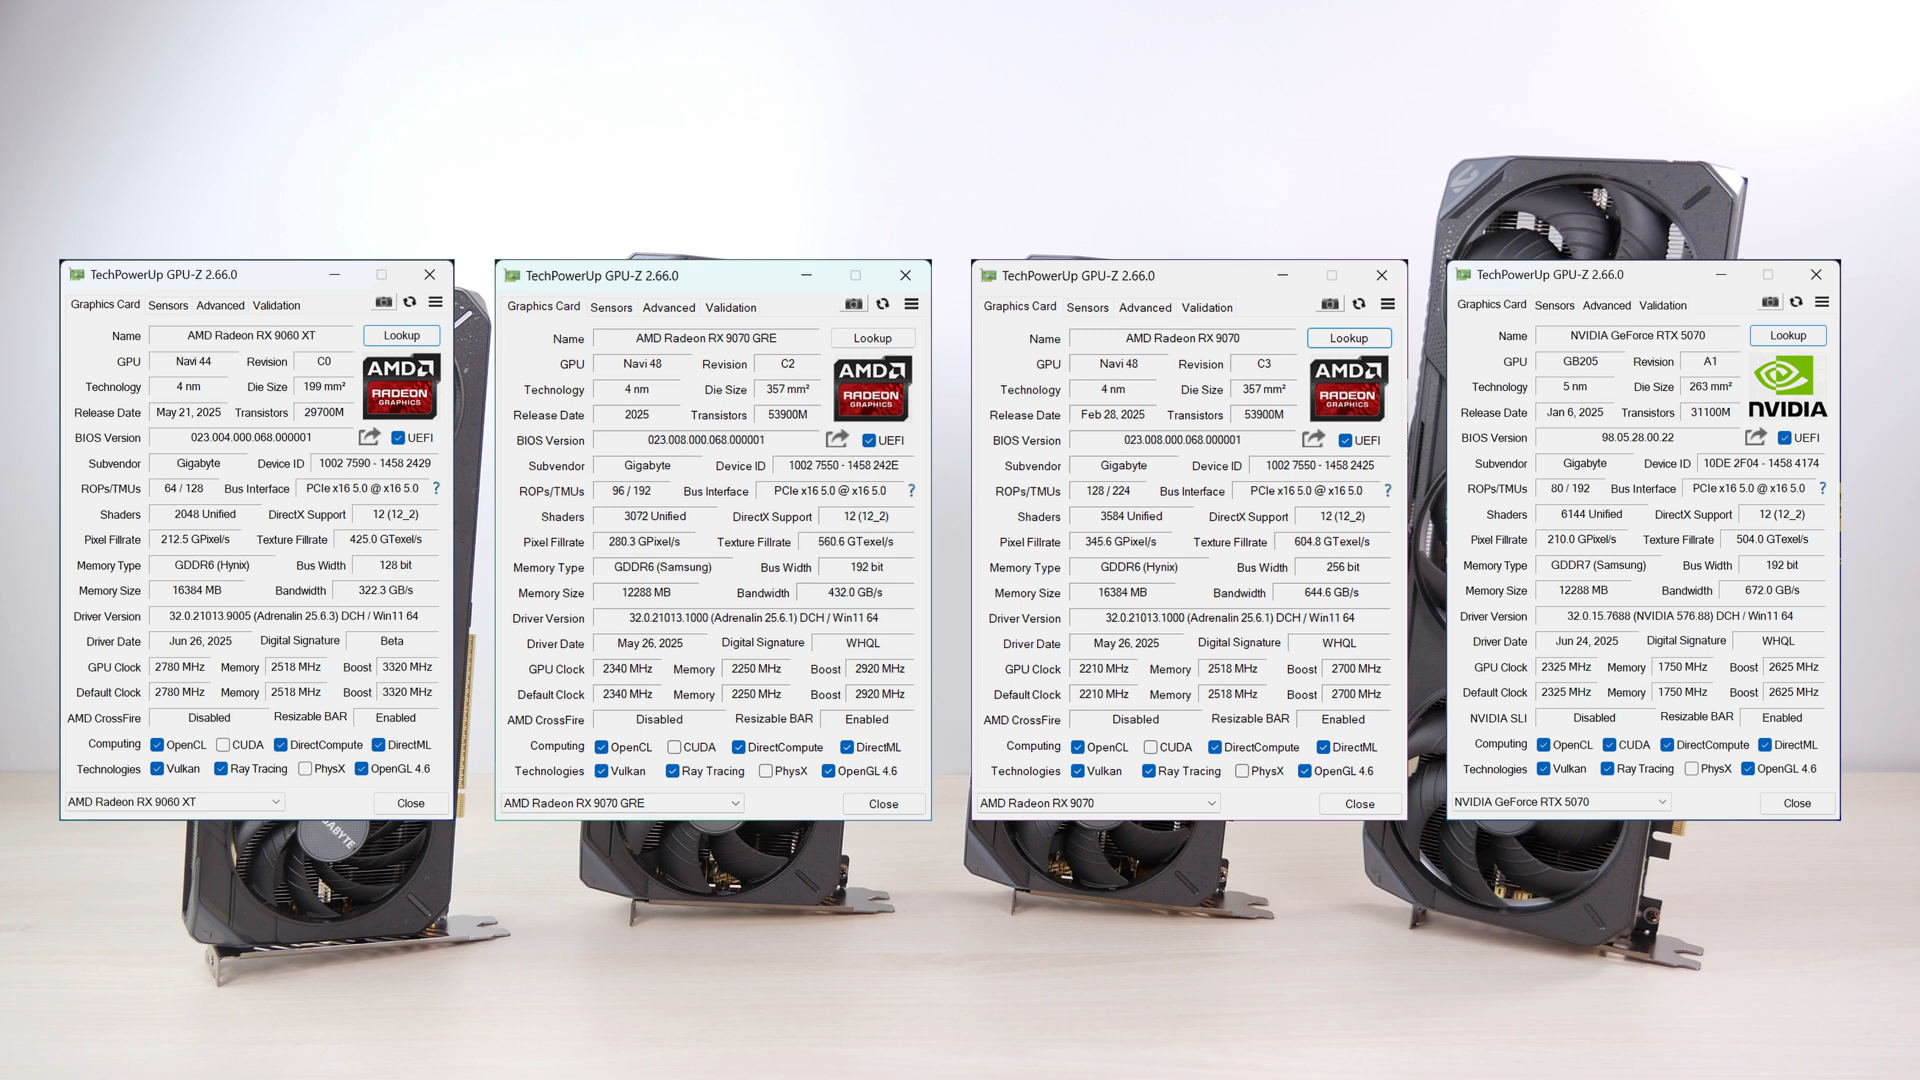 TechPowerUp GPU-Z 2.66.0
Graphics Card Sensors Advanced Validation
Name AMD Radeon RX 9060 XT Lookup
GPU Navi 44 Revision C0
AMD
RADEON
GRAPHICS
Technology 4 nm Die Size 199 mm²
Release Date May 21, 2025 Transistors 29700M
BIOS Version 023.004.000.068.000001 UEFI
Subvendor Gigabyte Device ID 1002 7590 - 1458 2429
ROPs/TMUs 64 / 128 Bus Interface PCIe x16 5.0 @ x16 5.0 ?
Shaders 2048 Unified DirectX Support 12 (12_2)
Pixel Fillrate 212.5 GPixel/s Texture Fillrate 425.0 GTexel/s
Memory Type GDDR6 (Hynix) Bus Width 128 bit
Memory Size 16384 MB Bandwidth 322.3 GB/s
Driver Version 32.0.21013.9005 (Adrenalin 25.6.3) DCH / Win11 64
Driver Date Jun 26, 2025 Digital Signature Beta
GPU Clock 2780 MHz Memory 2518 MHz Boost 3320 MHz
Default Clock 2780 MHz Memory 2518 MHz Boost 3320 MHz
AMD CrossFire Disabled Resizable BAR Enabled
Computing OpenCL CUDA DirectCompute DirectML
Technologies Vulkan Ray Tracing PhysX OpenGL 4.6
AMD Radeon RX 9060 XT Close
TechPowerUp GPU-Z 2.66.0
Graphics Card Sensors Advanced Validation
Name AMD Radeon RX 9070 GRE Lookup
GPU Navi 48 Revision C2
AMD
RADEON
GRAPHICS
Technology 4 nm Die Size 357 mm²
Release Date 2025 Transistors 53900M
BIOS Version 023.008.000.068.000001 UEFI
Subvendor Gigabyte Device ID 1002 7550 - 1458 242E
ROPs/TMUs 96 / 192 Bus Interface PCIe x16 5.0 @ x16 5.0 ?
Shaders 3072 Unified DirectX Support 12 (12_2)
Pixel Fillrate 280.3 GPixel/s Texture Fillrate 560.6 GTexel/s
Memory Type GDDR6 (Samsung) Bus Width 192 bit
Memory Size 12288 MB Bandwidth 432.0 GB/s
Driver Version 32.0.21013.1000 (Adrenalin 25.6.1) DCH / Win11 64
Driver Date May 26, 2025 Digital Signature WHQL
GPU Clock 2340 MHz Memory 2250 MHz Boost 2920 MHz
Default Clock 2340 MHz Memory 2250 MHz Boost 2920 MHz
AMD CrossFire Disabled Resizable BAR Enabled
Computing OpenCL CUDA DirectCompute DirectML
Technologies Vulkan Ray Tracing PhysX OpenGL 4.6
AMD Radeon RX 9070 GRE Close
TechPowerUp GPU-Z 2.66.0
Graphics Card Sensors Advanced Validation
Name AMD Radeon RX 9070 Lookup
GPU Navi 48 Revision C3
AMD
RADEON
GRAPHICS
Technology 4 nm Die Size 357 mm²
Release Date Feb 28, 2025 Transistors 53900M
BIOS Version 023.008.000.068.000001 UEFI
Subvendor Gigabyte Device ID 1002 7550 - 1458 2425
ROPs/TMUs 128 / 224 Bus Interface PCIe x16 5.0 @ x16 5.0 ?
Shaders 3584 Unified DirectX Support 12 (12_2)
Pixel Fillrate 345.6 GPixel/s Texture Fillrate 604.8 GTexel/s
Memory Type GDDR6 (Hynix) Bus Width 256 bit
Memory Size 16384 MB Bandwidth 644.6 GB/s
Driver Version 32.0.21013.1000 (Adrenalin 25.6.1) DCH / Win11 64
Driver Date May 26, 2025 Digital Signature WHQL
GPU Clock 2210 MHz Memory 2518 MHz Boost 2700 MHz
Default Clock 2210 MHz Memory 2518 MHz Boost 2700 MHz
AMD CrossFire Disabled Resizable BAR Enabled
Computing OpenCL CUDA DirectCompute DirectML
Technologies Vulkan Ray Tracing PhysX OpenGL 4.6
AMD Radeon RX 9070 Close
TechPowerUp GPU-Z 2.66.0
Graphics Card Sensors Advanced Validation
Name NVIDIA GeForce RTX 5070 Lookup
GPU GB205 Revision A1
Technology 5 nm Die Size 263 mm²
NVIDIA
Release Date Jan 6, 2025 Transistors 31100M
BIOS Version 98.05.28.00.22 UEFI
Subvendor Gigabyte Device ID 10DE 2F04 - 1458 4174
ROPs/TMUs 80 / 192 Bus Interface PCIe x16 5.0 @ x16 5.0 ?
Shaders 6144 Unified DirectX Support 12 (12_2)
Pixel Fillrate 210.0 GPixel/s Texture Fillrate 504.0 GTexel/s
Memory Type GDDR7 (Samsung) Bus Width 192 bit
Memory Size 12288 MB Bandwidth 672.0 GB/s
Driver Version 32.0.15.7688 (NVIDIA 576.88) DCH / Win11 64
Driver Date Jun 24, 2025 Digital Signature WHQL
GPU Clock 2325 MHz Memory 1750 MHz Boost 2625 MHz
Default Clock 2325 MHz Memory 1750 MHz Boost 2625 MHz
NVIDIA SLI Disabled Resizable BAR Enabled
Computing OpenCL CUDA DirectCompute DirectML
Technologies Vulkan Ray Tracing PhysX OpenGL 4.6
NVIDIA GeForce RTX 5070 Close